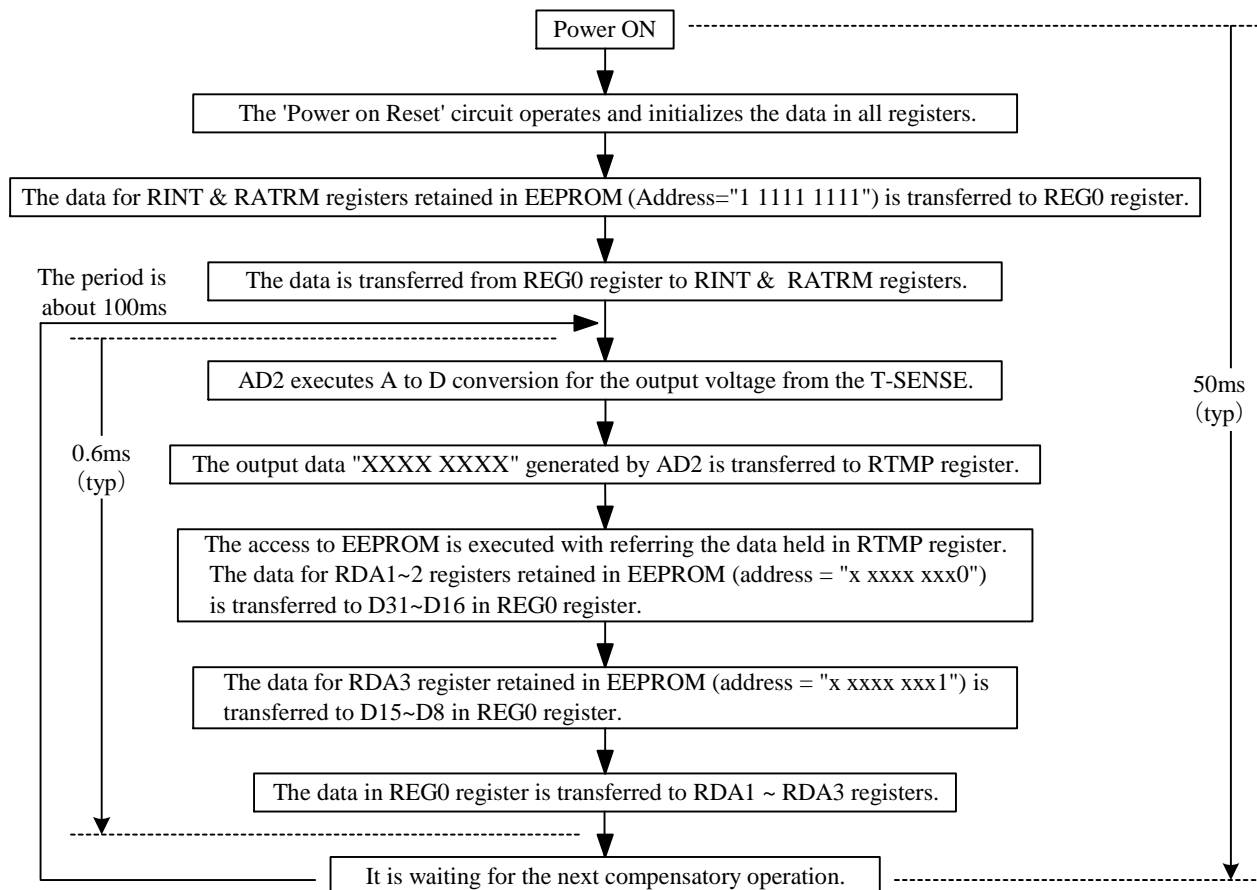 Power ON
The 'Power on Reset' circuit operates and initializes the data in all registers.
The data for RINT & RATRM registers retained in EEPROM (Address="1 1111 1111") is transferred to REG0 register.
The period is
about 100ms
The data is transferred from REG0 register to RINT & RATRM registers.
AD2 executes A to D conversion for the output voltage from the T-SENSE.
50ms
(typ)
0.6ms
(typ)
The output data "XXXX XXXX" generated by AD2 is transferred to RTMP register.
The access to EEPROM is executed with referring the data held in RTMP register.
The data for RDA1~2 registers retained in EEPROM (address = "x xxxx xxx0")
is transferred to D31~D16 in REG0 register.
The data for RDA3 register retained in EEPROM (address = "x xxxx xxx1") is
transferred to D15~D8 in REG0 register.
The data in REG0 register is transferred to RDA1 ~ RDA3 registers.
It is waiting for the next compensatory operation.